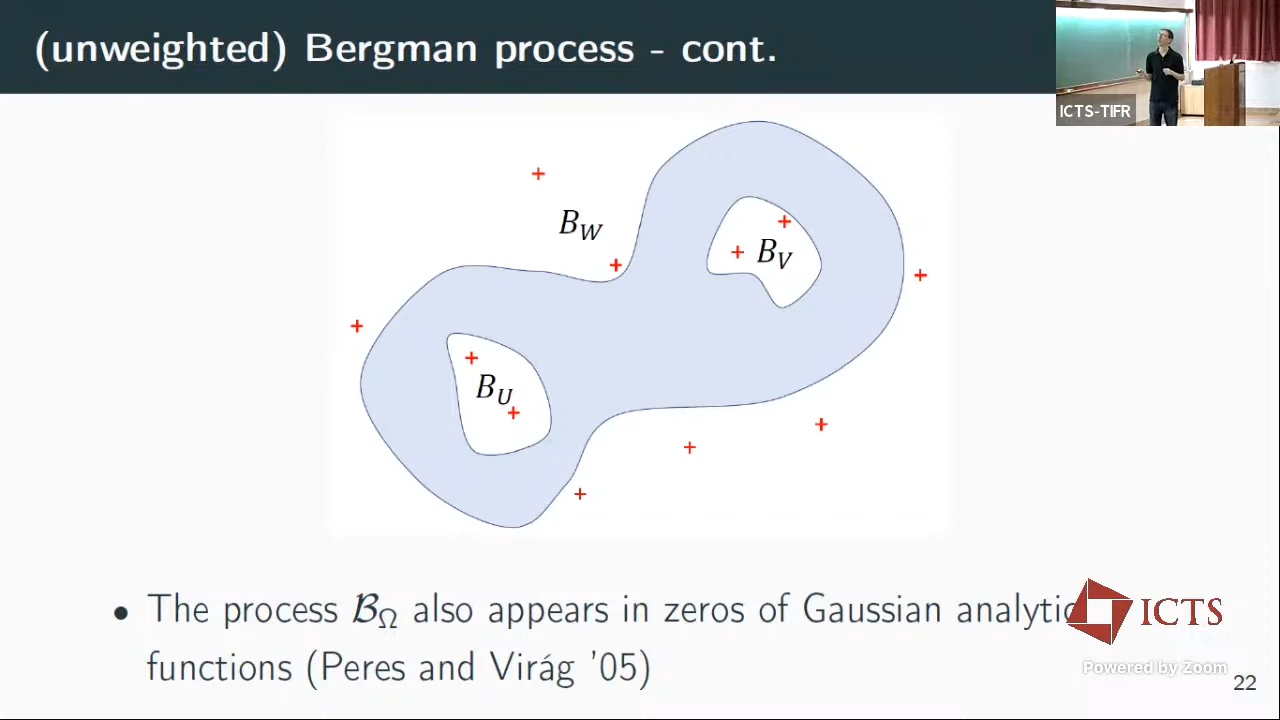 (unweighted) Bergman process - cont.
ICTS-TIFR
B_W
B_V
B_U
• The process 𝓑_Ω also appears in zeros of Gaussian analytic
functions (Peres and Virág '05)
ICTS
Powered by Zoom
22